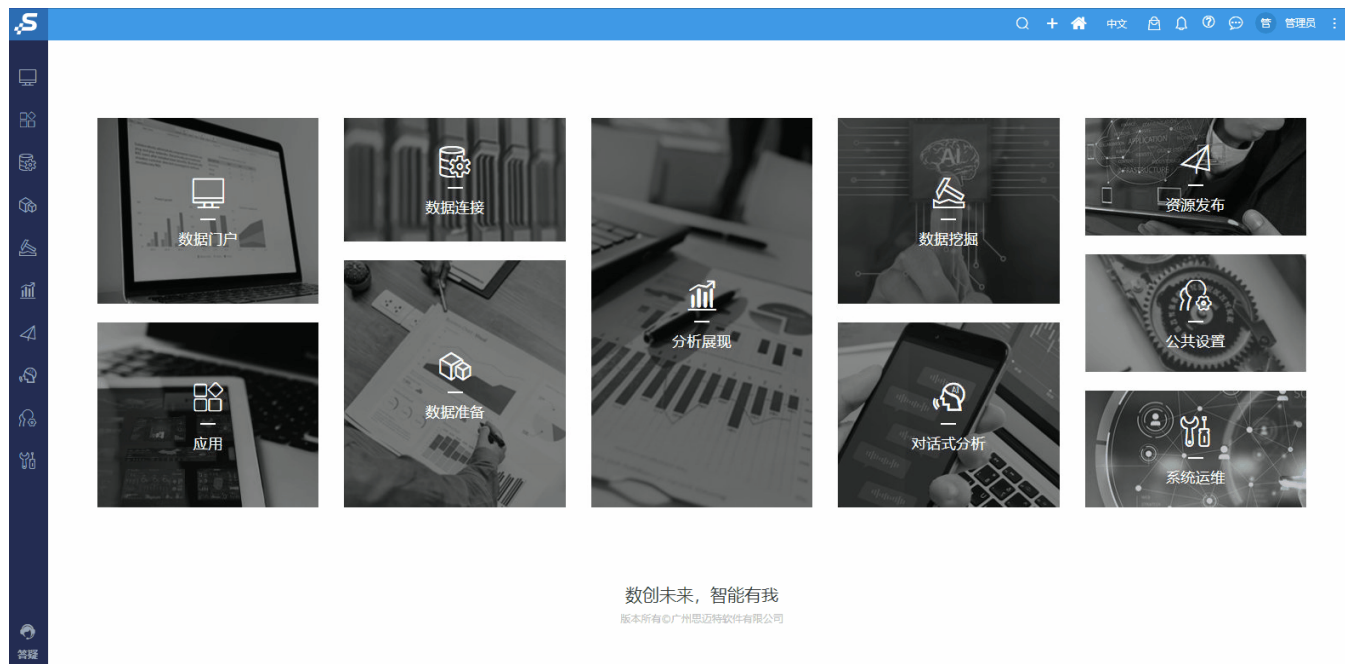 S
中文
管
管理员
数据门户
数据连接
分析展现
AI
数据挖掘
APPLICATION
INFRASTRUCTURE
资源发布
应用
数据准备
对话式分析
公共设置
系统运维
数创未来，智能有我
版本所有©广州思迈特软件有限公司
答疑